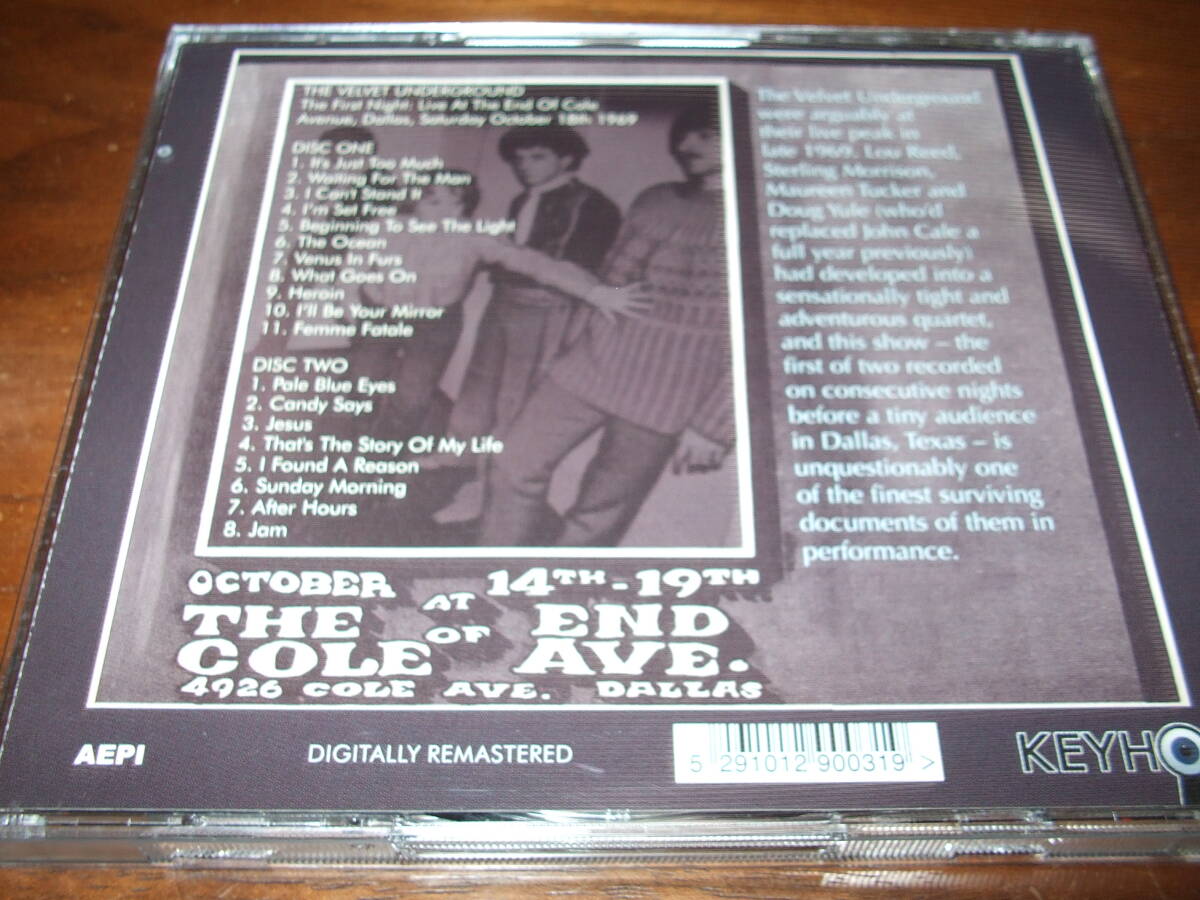 THE VELVET UNDERGROUND
The First Night: Live At The End Of Cole
Avenue, Dallas, Saturday October 18th 1969
DISC ONE
1. It's Just Too Much
2. Waiting For The Man
3. I Can't Stand It
4. I'm Set Free
5. Beginning To See The Light
6. The Ocean
7. Venus In Furs
8. What Goes On
9. Heroin
10. I'll Be Your Mirror
11. Femme Fatale
DISC TWO
1. Pale Blue Eyes
2. Candy Says
3. Jesus
4. That's The Story Of My Life
5. I Found A Reason
6. Sunday Morning
7. After Hours
8. Jam
The Velvet Underground
were arguably at
their live peak in
late 1969. Lou Reed,
Sterling Morrison,
Maureen Tucker and
Doug Yule (who'd
replaced John Cale a
full year previously)
had developed into a
sensationally tight and
adventurous quartet,
and this show – the
first of two recorded
on consecutive nights
before a tiny audience
in Dallas, Texas – is
unquestionably one
of the finest surviving
documents of them in
performance.
OCTOBER 14TH-19TH
AT
THE END
OF
COLE AVE.
4926 COLE AVE. DALLAS
AEPI
DIGITALLY REMASTERED
5 291012 900319 >
KEYHO